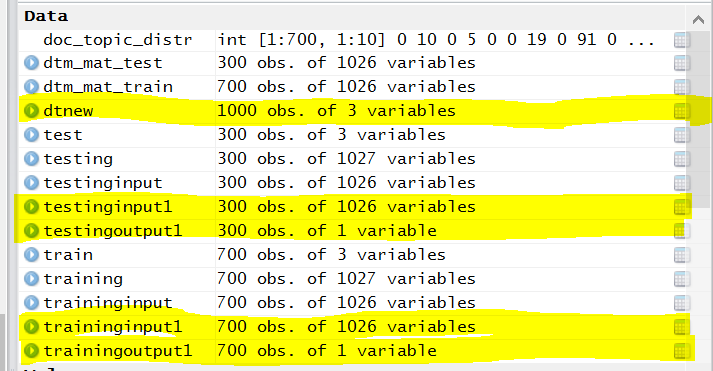 Data
doc_topic_distr int [1:700, 1:10] 0 10 0 5 0 0 19 0 91 0 ...
dtm_mat_test 300 obs. of 1026 variables
dtm_mat_train 700 obs. of 1026 variables
dtnew 1000 obs. of 3 variables
test 300 obs. of 3 variables
testing 300 obs. of 1027 variables
testinginput 300 obs. of 1026 variables
testinginput1 300 obs. of 1026 variables
testingoutput1 300 obs. of 1 variable
train 700 obs. of 3 variables
training 700 obs. of 1027 variables
traininginput 700 obs. of 1026 variables
traininginput1 700 obs. of 1026 variables
trainingoutput1 700 obs. of 1 variable